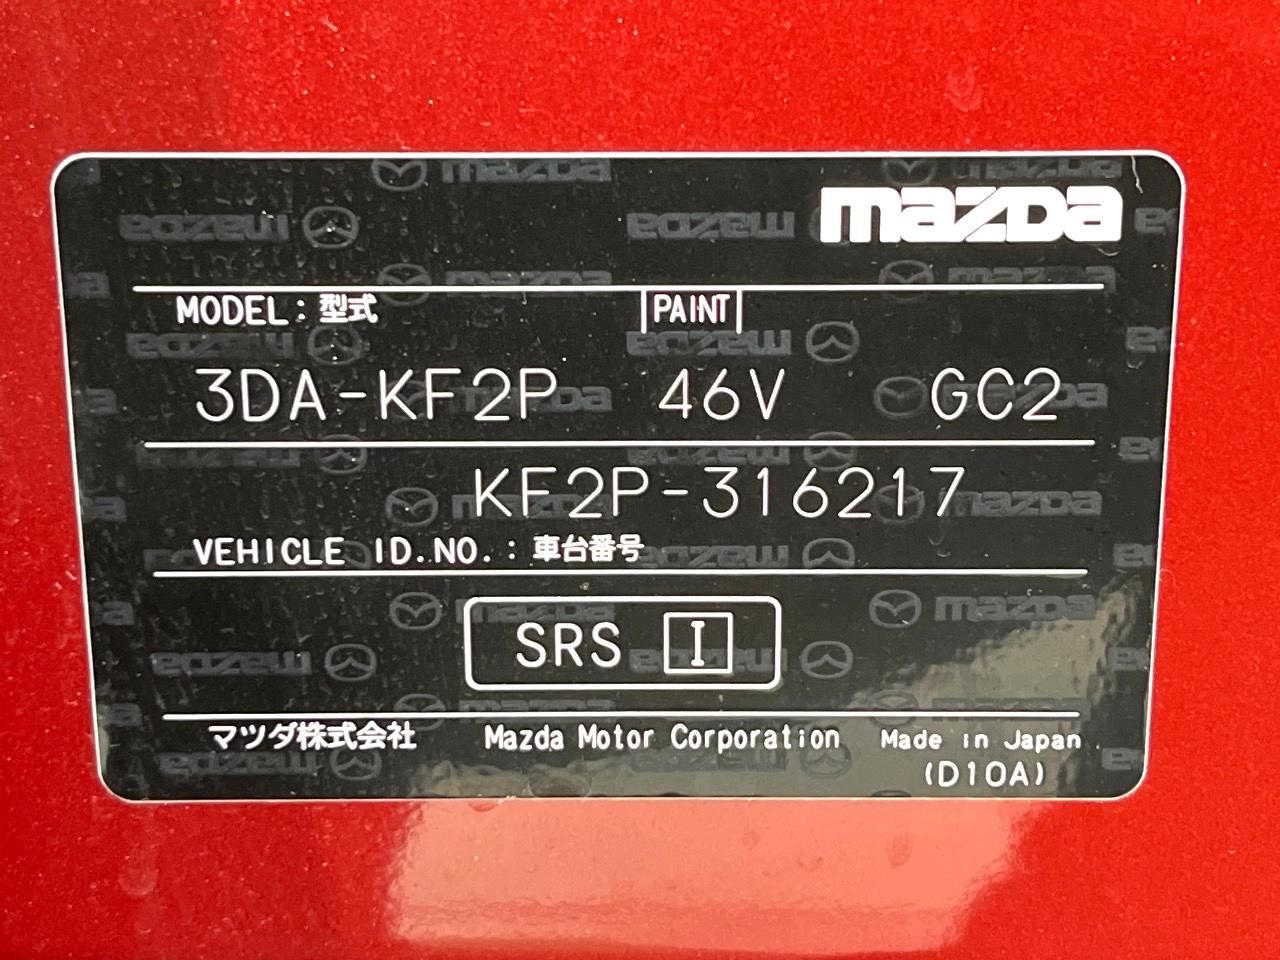 mazda
MODEL：型式 PAINT
3DA-KF2P 46V GC2
KF2P-316217
VEHICLE ID.NO.：車台番号
SRS I
マツダ株式会社 Mazda Motor Corporation Made in Japan
(D10A)